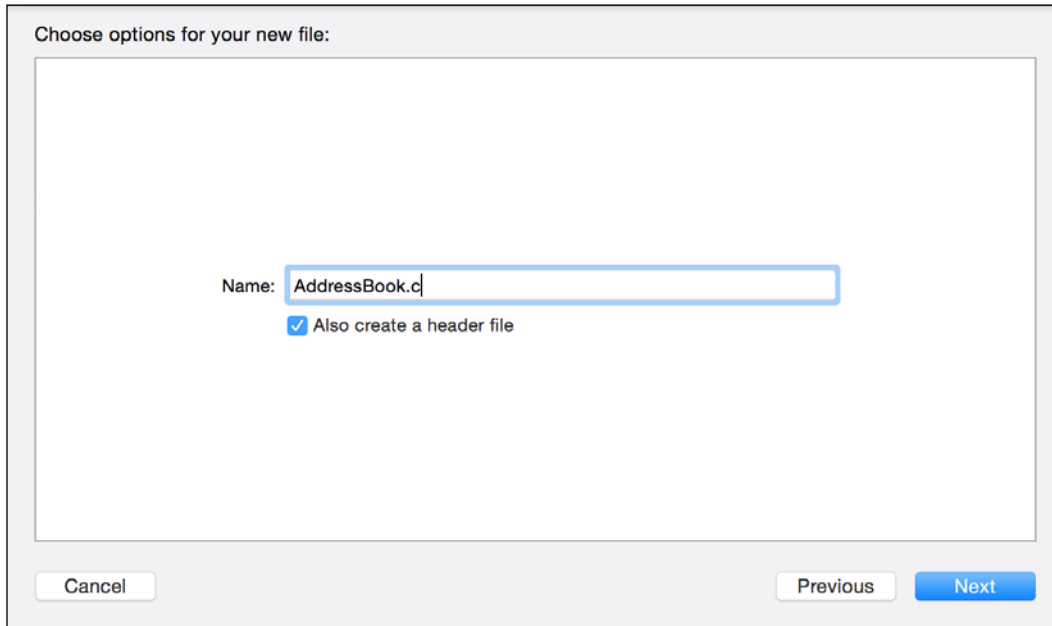 Choose options for your new file:
Name: AddressBook.c
Also create a header file
Cancel Previous Next